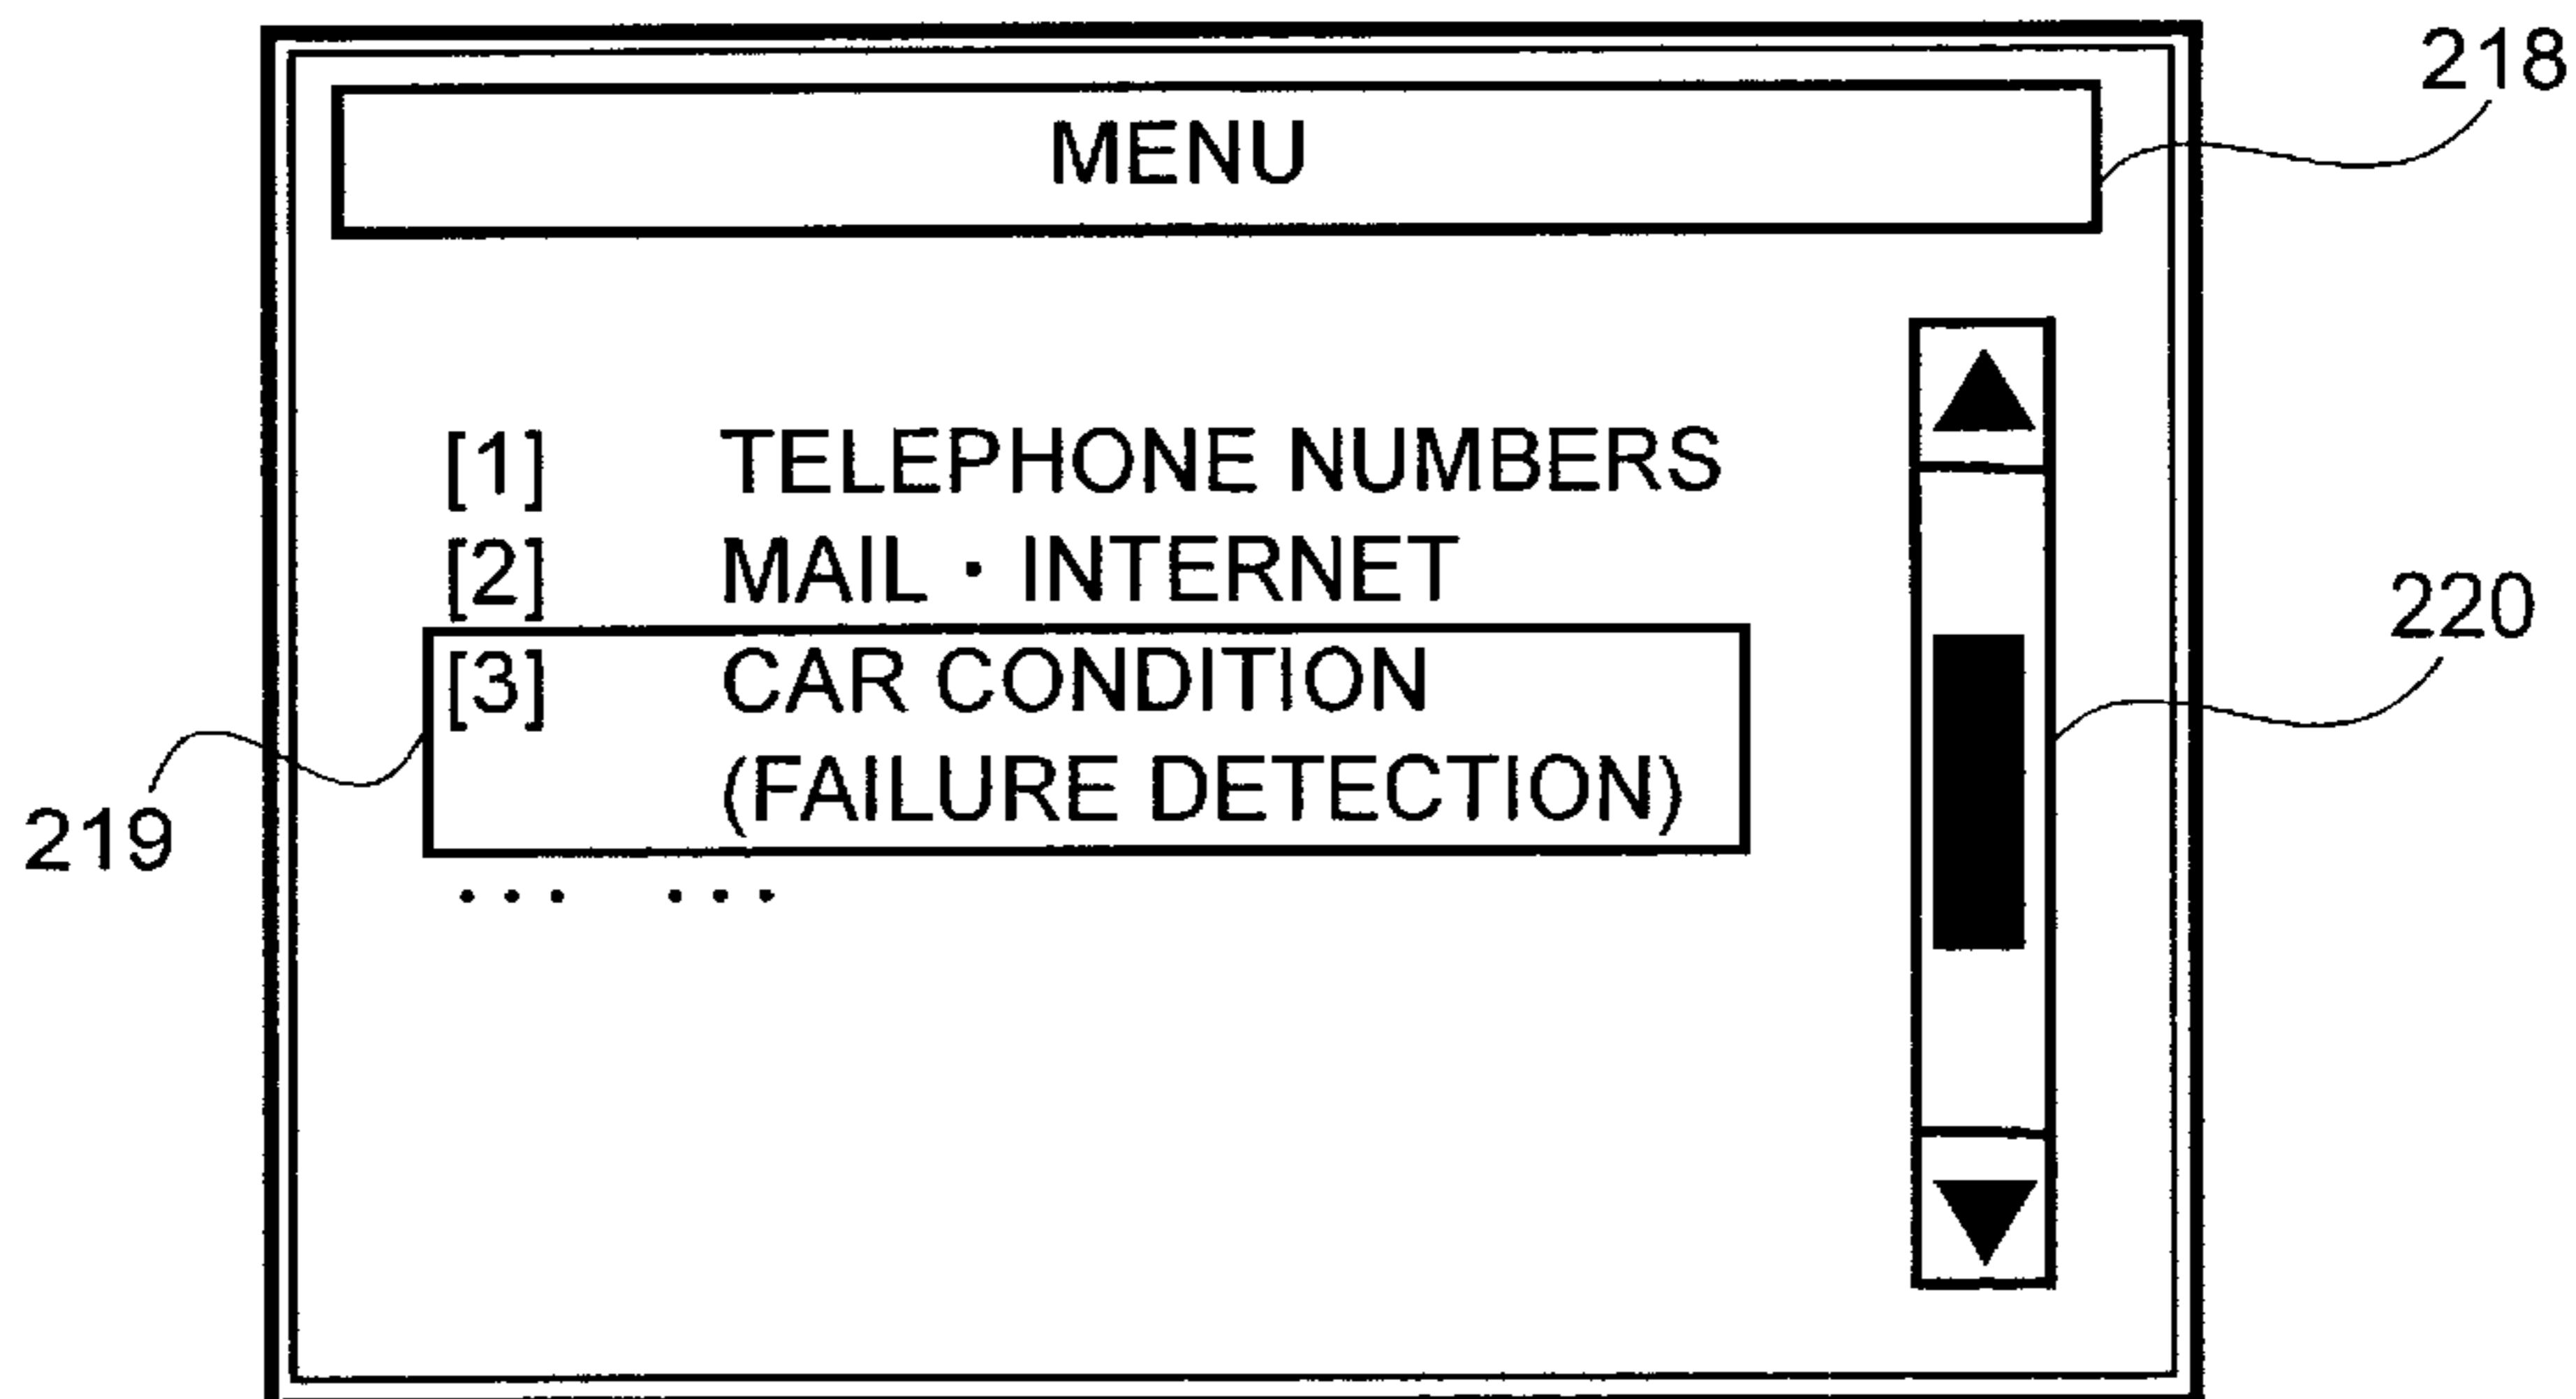 218
MENU
[1] TELEPHONE NUMBERS
[2] MAIL・INTERNET
220
[3] CAR CONDITION
(FAILURE DETECTION)
219
... ...